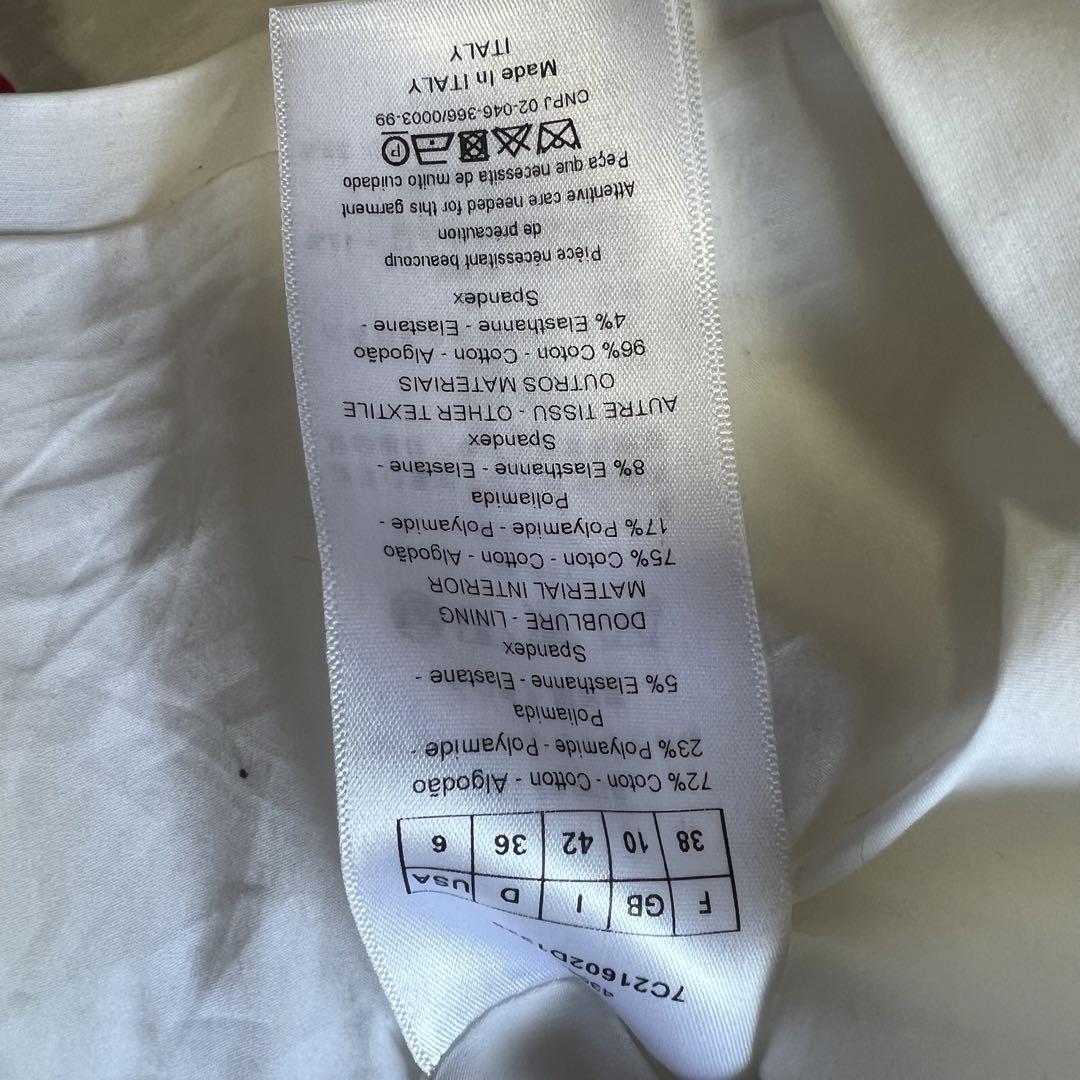 7C21602D
F GB I D USA
38 10 42 36 6
72% Coton - Cotton - Algodão
23% Polyamide - Polyamide -
Poliamida
5% Elasthanne - Elastane -
Spandex
DOUBLURE - LINING
MATERIAL INTERIOR
75% Coton - Cotton - Algodão
17% Polyamide - Polyamide -
Poliamida
8% Elasthanne - Elastane -
Spandex
AUTRE TISSU - OTHER TEXTILE
OUTROS MATERIAIS
96% Coton - Cotton - Algodão
4% Elasthanne - Elastane -
Spandex
Pièce nécessitant beaucoup
de précaution
Attentive care needed for this garment
Peça que necessita de muito cuidado
P
CNPJ 02-046-366/0003-99
Made In ITALY
ITALY